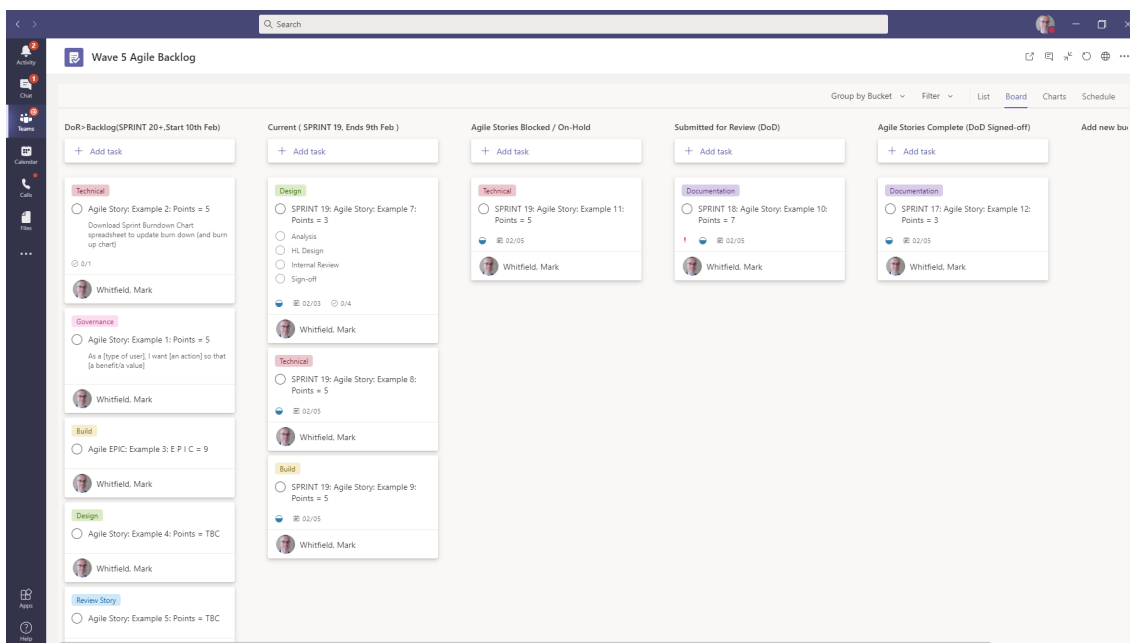 Search
Activity
2
Chat
1
Teams
Calendar
Calls
Files
Apps
Help
Wave 5 Agile Backlog
Group by Bucket
Filter
List
Board
Charts
Schedule
DoR>Backlog(SPRINT 20+,Start 10th Feb)
+ Add task
Technical
Agile Story: Example 2: Points = 5
Download Sprint Burndown Chart
spreadsheet to update burn down (and burn
up chart)
0/1
Whitfield, Mark
Governance
Agile Story: Example 1: Points = 5
As a [type of user], I want [an action] so that
[a benefit/a value]
Whitfield, Mark
Build
Agile EPIC: Example 3: E P I C = 9
Whitfield, Mark
Design
Agile Story: Example 4: Points = TBC
Whitfield, Mark
Review Story
Agile Story: Example 5: Points = TBC
Current ( SPRINT 19, Ends 9th Feb )
+ Add task
Design
SPRINT 19: Agile Story: Example 7:
Points = 3
Analysis
HL Design
Internal Review
Sign-off
02/03
0/4
Whitfield, Mark
Technical
SPRINT 19: Agile Story: Example 8:
Points = 5
02/05
Whitfield, Mark
Build
SPRINT 19: Agile Story: Example 9:
Points = 5
02/05
Whitfield, Mark
Agile Stories Blocked / On-Hold
+ Add task
Technical
SPRINT 19: Agile Story: Example 11:
Points = 5
02/05
Whitfield, Mark
Submitted for Review (DoD)
+ Add task
Documentation
SPRINT 18: Agile Story: Example 10:
Points = 7
! 02/05
Whitfield, Mark
Agile Stories Complete (DoD Signed-off)
+ Add task
Documentation
SPRINT 17: Agile Story: Example 12:
Points = 3
02/05
Whitfield, Mark
Add new bu